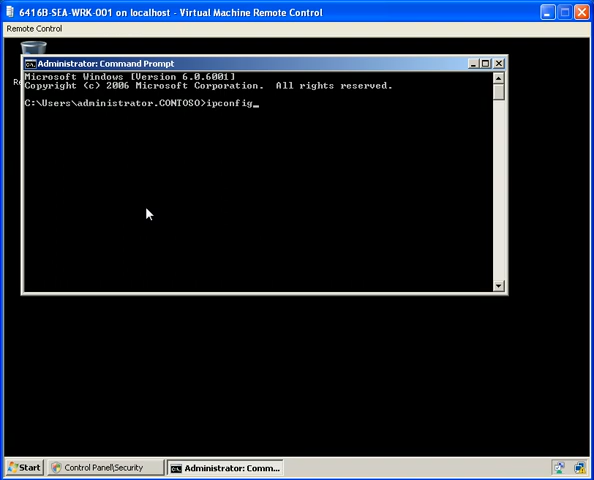 6416B-SEA-WRK-001 on localhost - Virtual Machine Remote Control
Remote Control
Administrator: Command Prompt
Microsoft Windows [Version 6.0.6001]
Copyright (c) 2006 Microsoft Corporation.  All rights reserved.
C:\Users\administrator.CONTOSO>ipconfig_
Start
Control Panel\Security
Administrator: Comm...